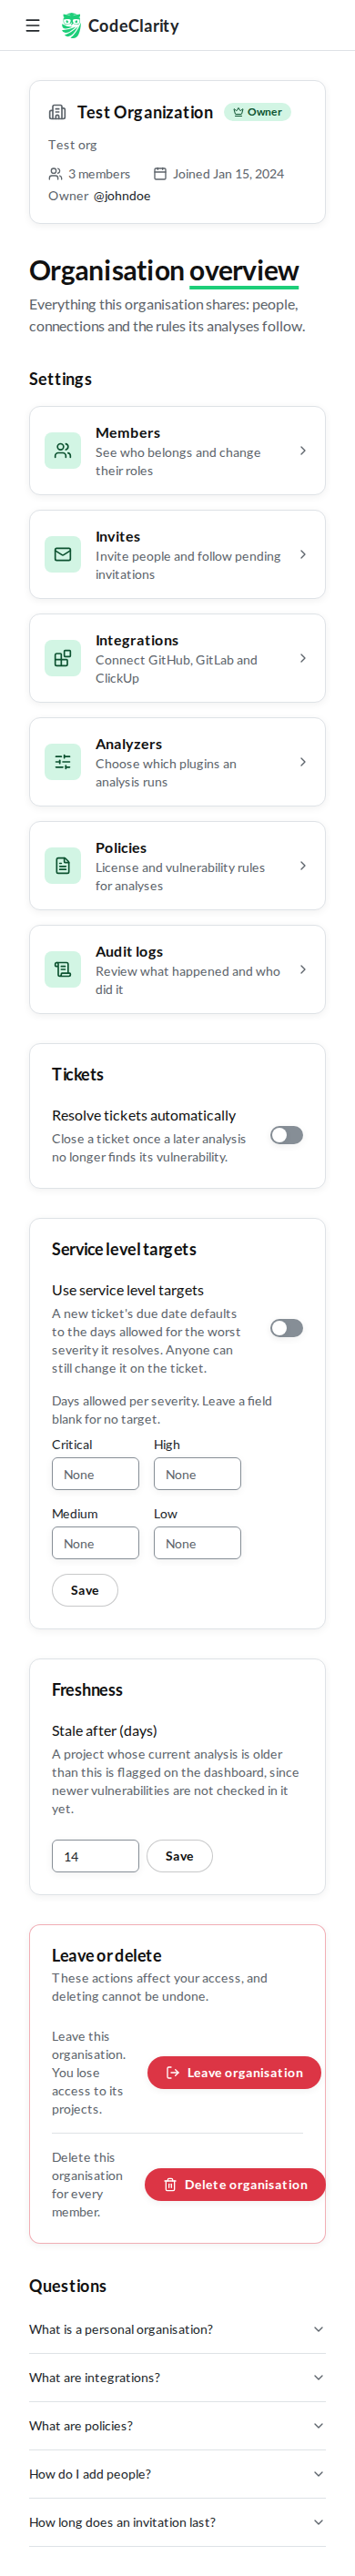 CodeClarity
Test Organization
Owner
Test org
3 members
Joined Jan 15, 2024
Owner @johndoe
Organisation overview
Everything this organisation shares: people,
connections and the rules its analyses follow.
Settings
Members
See who belongs and change
their roles
Invites
Invite people and follow pending
invitations
Integrations
Connect GitHub, GitLab and
ClickUp
Analyzers
Choose which plugins an
analysis runs
Policies
License and vulnerability rules
for analyses
Audit logs
Review what happened and who
did it
Tickets
Resolve tickets automatically
Close a ticket once a later analysis
no longer finds its vulnerability.
Service level targets
Use service level targets
A new ticket's due date defaults
to the days allowed for the worst
severity it resolves. Anyone can
still change it on the ticket.
Days allowed per severity. Leave a field
blank for no target.
Critical
High
None
None
Medium
Low
None
None
Save
Freshness
Stale after (days)
A project whose current analysis is older
than this is flagged on the dashboard, since
newer vulnerabilities are not checked in it
yet.
14
Save
Leave or delete
These actions affect your access, and
deleting cannot be undone.
Leave this
organisation.
You lose
access to its
projects.
Leave organisation
Delete this
organisation
for every
member.
Delete organisation
Questions
What is a personal organisation?
What are integrations?
What are policies?
How do I add people?
How long does an invitation last?